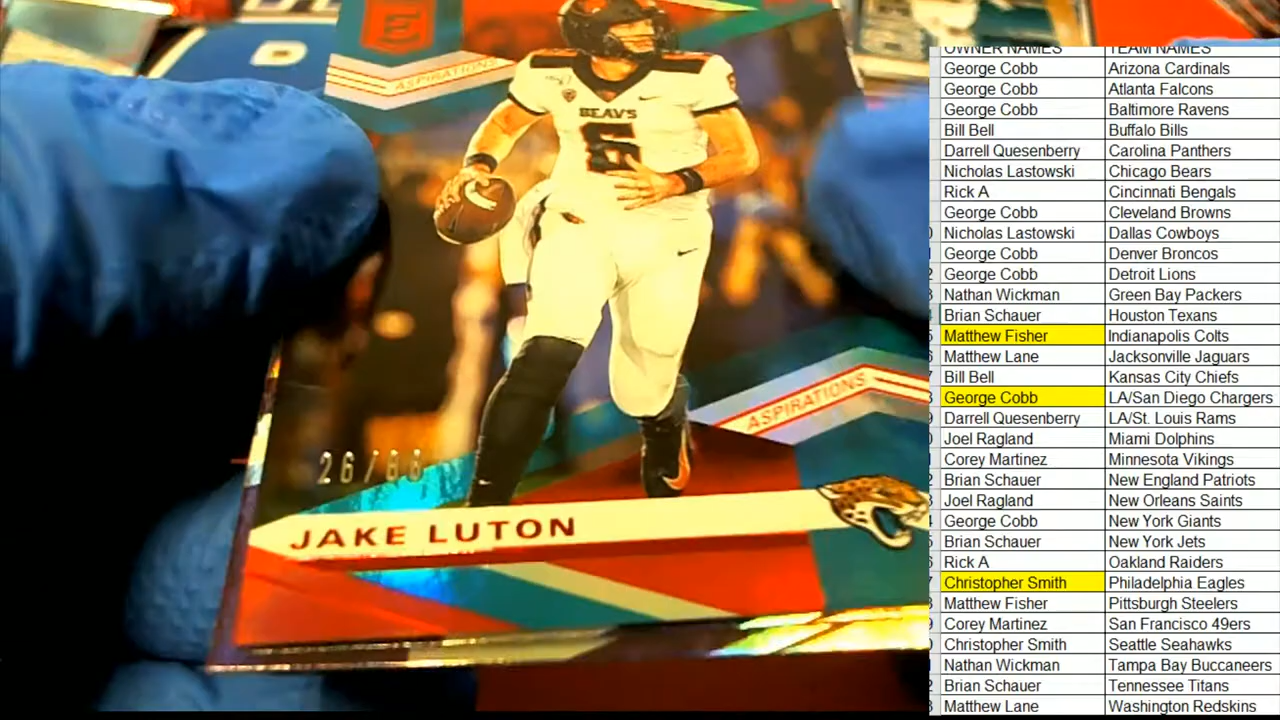 ASPIRATIONS
BEAVS
6
6
ASPIRATIONS
JAKE LUTON
OWNER NAMES TEAM NAMES
George Cobb Arizona Cardinals
George Cobb Atlanta Falcons
George Cobb Baltimore Ravens
Bill Bell Buffalo Bills
Darrell Quesenberry Carolina Panthers
Nicholas Lastowski Chicago Bears
Rick A Cincinnati Bengals
George Cobb Cleveland Browns
Nicholas Lastowski Dallas Cowboys
George Cobb Denver Broncos
George Cobb Detroit Lions
Nathan Wickman Green Bay Packers
Brian Schauer Houston Texans
Matthew Fisher Indianapolis Colts
Matthew Lane Jacksonville Jaguars
Bill Bell Kansas City Chiefs
George Cobb LA/San Diego Chargers
Darrell Quesenberry LA/St. Louis Rams
Joel Ragland Miami Dolphins
Corey Martinez Minnesota Vikings
Brian Schauer New England Patriots
Joel Ragland New Orleans Saints
George Cobb New York Giants
Brian Schauer New York Jets
Rick A Oakland Raiders
Christopher Smith Philadelphia Eagles
Matthew Fisher Pittsburgh Steelers
Corey Martinez San Francisco 49ers
Christopher Smith Seattle Seahawks
Nathan Wickman Tampa Bay Buccaneers
Brian Schauer Tennessee Titans
Matthew Lane Washington Redskins